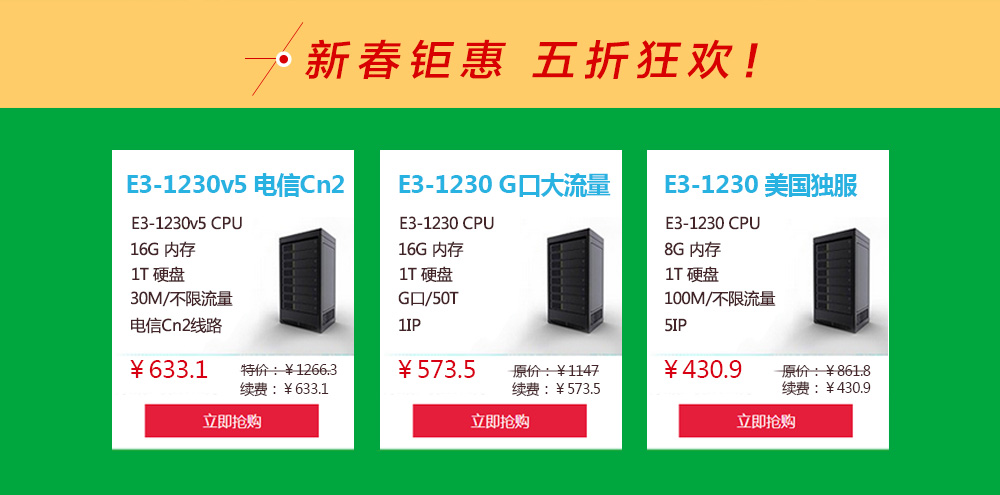 新春钜惠 五折狂欢!
E3-1230v5 电信Cn2
E3-1230v5 CPU
16G 内存
1T 硬盘
30M/不限流量
电信Cn2线路
￥633.1
特价：￥1266.3
续费：￥633.1
立即抢购
E3-1230 G口大流量
E3-1230 CPU
16G 内存
1T 硬盘
G口/50T
1IP
￥573.5
原价：￥1147
续费：￥573.5
立即抢购
E3-1230 美国独服
E3-1230 CPU
8G 内存
1T 硬盘
100M/不限流量
5IP
￥430.9
原价：￥861.8
续费：￥430.9
立即抢购